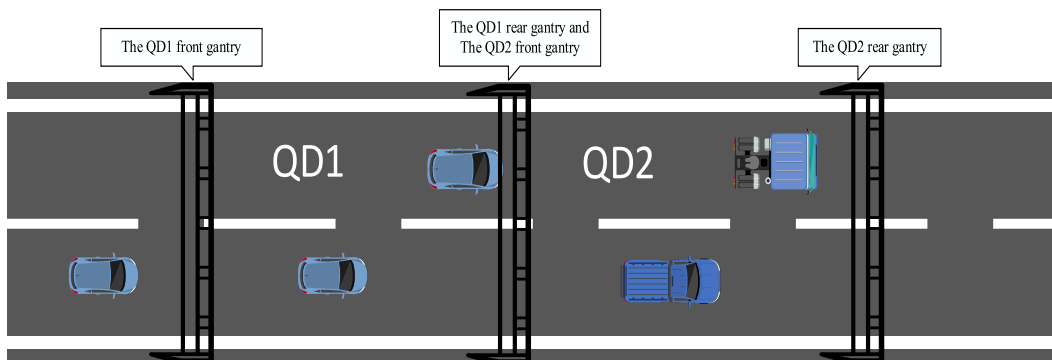 The QD1 front gantry
The QD1 rear gantry and
The QD2 front gantry
The QD2 rear gantry
QD1
QD2